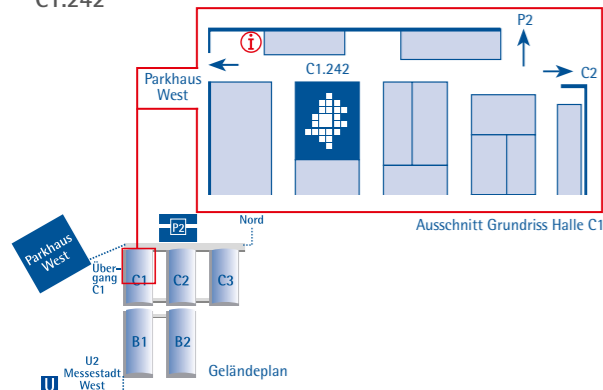 C1.242
P2
i
C1.242
C2
Parkhaus
West
Ausschnitt Grundriss Halle C1
P2
Nord
Parkhaus
West
Über-
gang
C1
C1
C2
C3
B1
B2
U2
Messestadt
West
U
Geländeplan